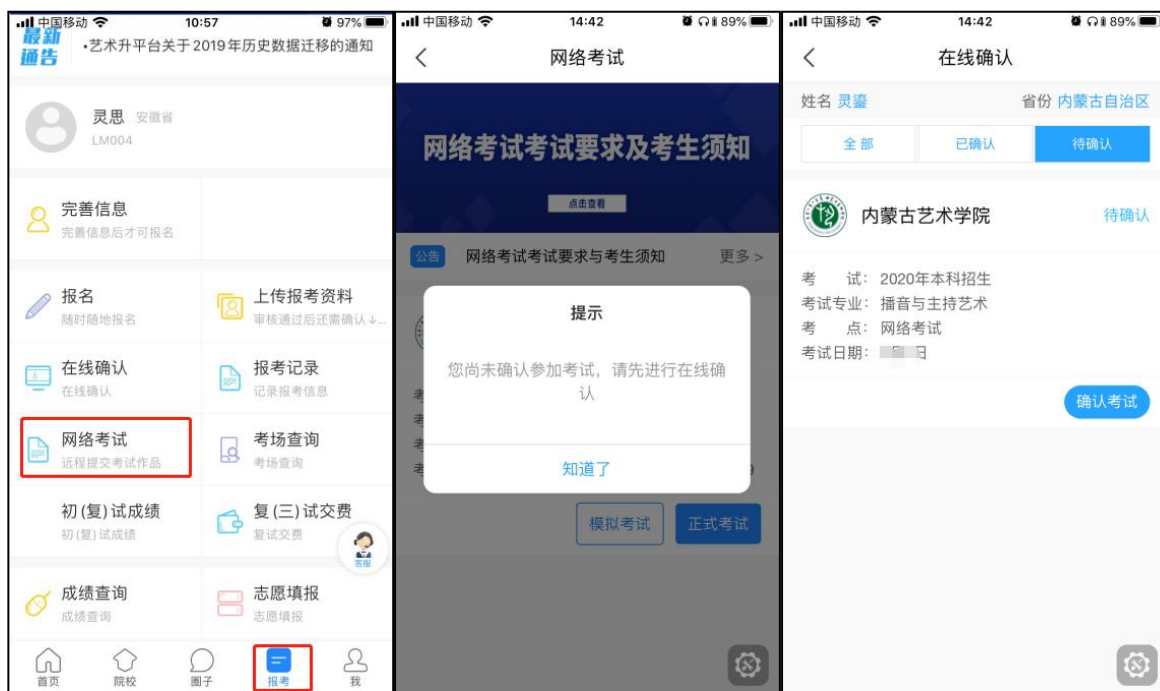 中国移动
10:57
97%
最新
通告
•艺术升平台关于2019年历史数据迁移的通知
灵思 安徽省
LM004
完善信息
完善信息后才可报名
报名
随时随地报名
上传报考资料
审核通过后还需确认↓...
在线确认
在线确认
报考记录
记录报考信息
网络考试
远程提交考试作品
考场查询
考场查询
初(复)试成绩
初(复)试成绩
复(三)试交费
复试交费
客服
成绩查询
成绩查询
志愿填报
志愿填报
首页
院校
圈子
报考
我
中国移动
14:42
89%
网络考试
网络考试考试要求及考生须知
点击查看
公告 网络考试考试要求与考生须知 更多 >
提示
您尚未确认参加考试，请先进行在线确
认
知道了
模拟考试
正式考试
中国移动
14:42
89%
在线确认
姓名 灵鎏 省份 内蒙古自治区
全部
已确认
待确认
内蒙古艺术学院 待确认
考 试： 2020年本科招生
考试专业： 播音与主持艺术
考 点： 网络考试
考试日期： 日
确认考试